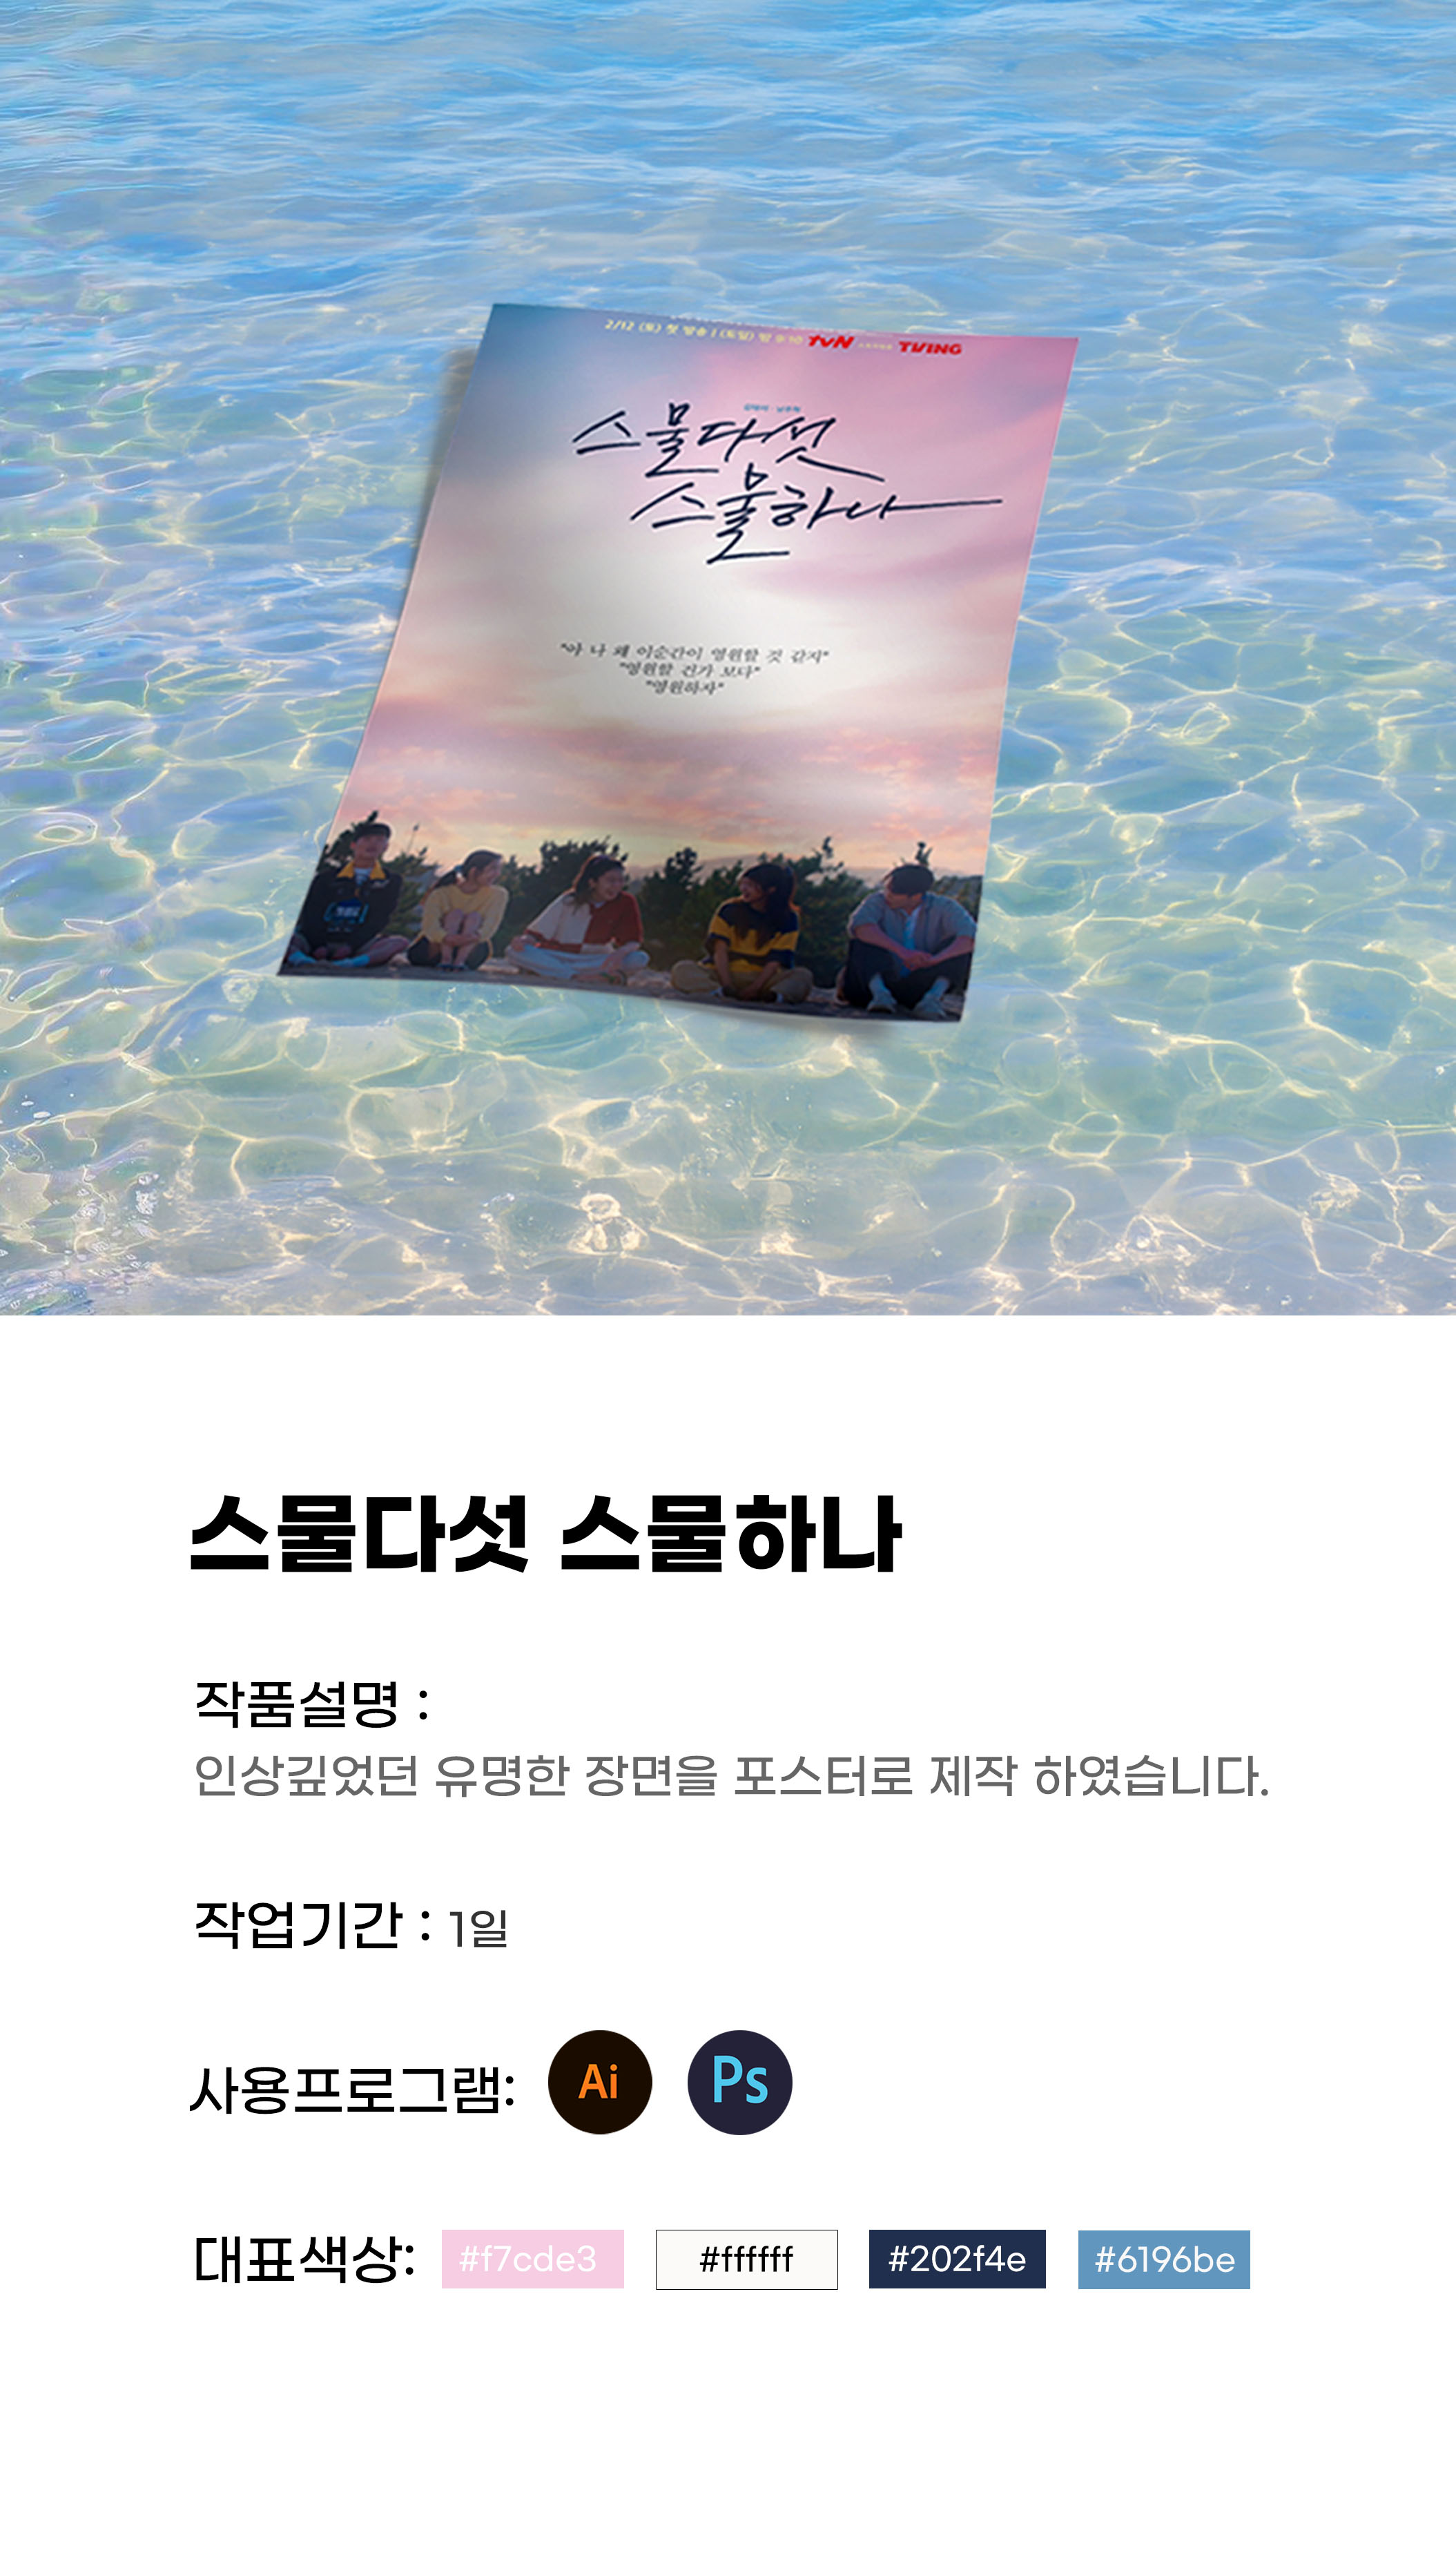 2/12 (토) 첫 방송 | (토일) 밤 9:10 tvN TVING
스물다섯
스물하나
"아 나 왜 이순간이 영원할 것 같지"
"영원할 건가 보다"
"영원하자"
스물다섯 스물하나
작품설명 :
인상깊었던 유명한 장면을 포스터로 제작 하였습니다.
작업기간 : 1일
사용프로그램: Ai Ps
대표색상: #f7cde3 #ffffff #202f4e #6196be